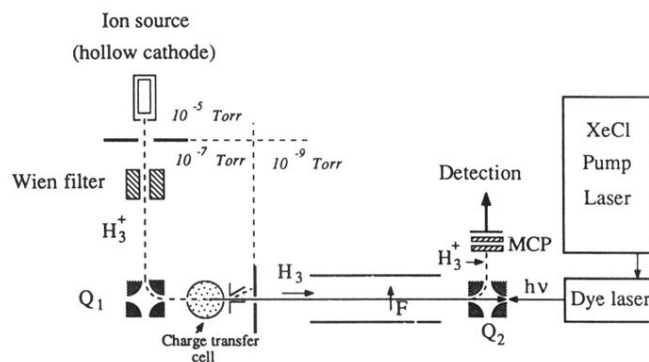 Ion source
(hollow cathode)
10⁻⁵ Torr
10⁻⁷ Torr
10⁻⁹ Torr
Wien filter
H₃⁺
Q₁
Charge transfer
cell
H₃
F
Detection
MCP
H₃⁺
Q₂
hν
XeCl
Pump
Laser
Dye laser